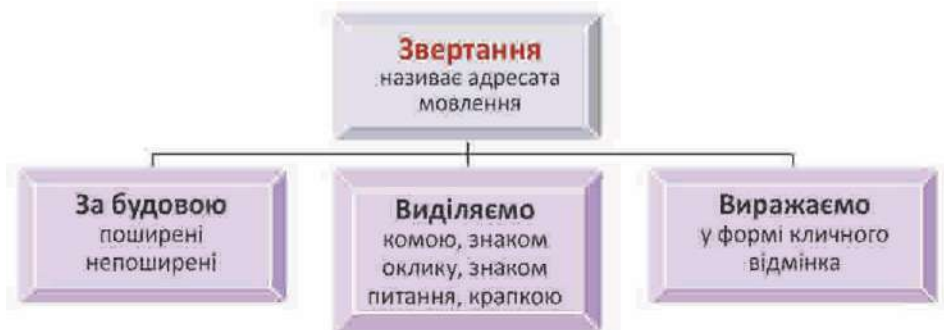 Звертання
називає адресата
мовлення
За будовою
поширені
непоширені
Виділяємо
комою, знаком
оклику, знаком
питання, крапкою
Виражаємо
у формі кличного
відмінка